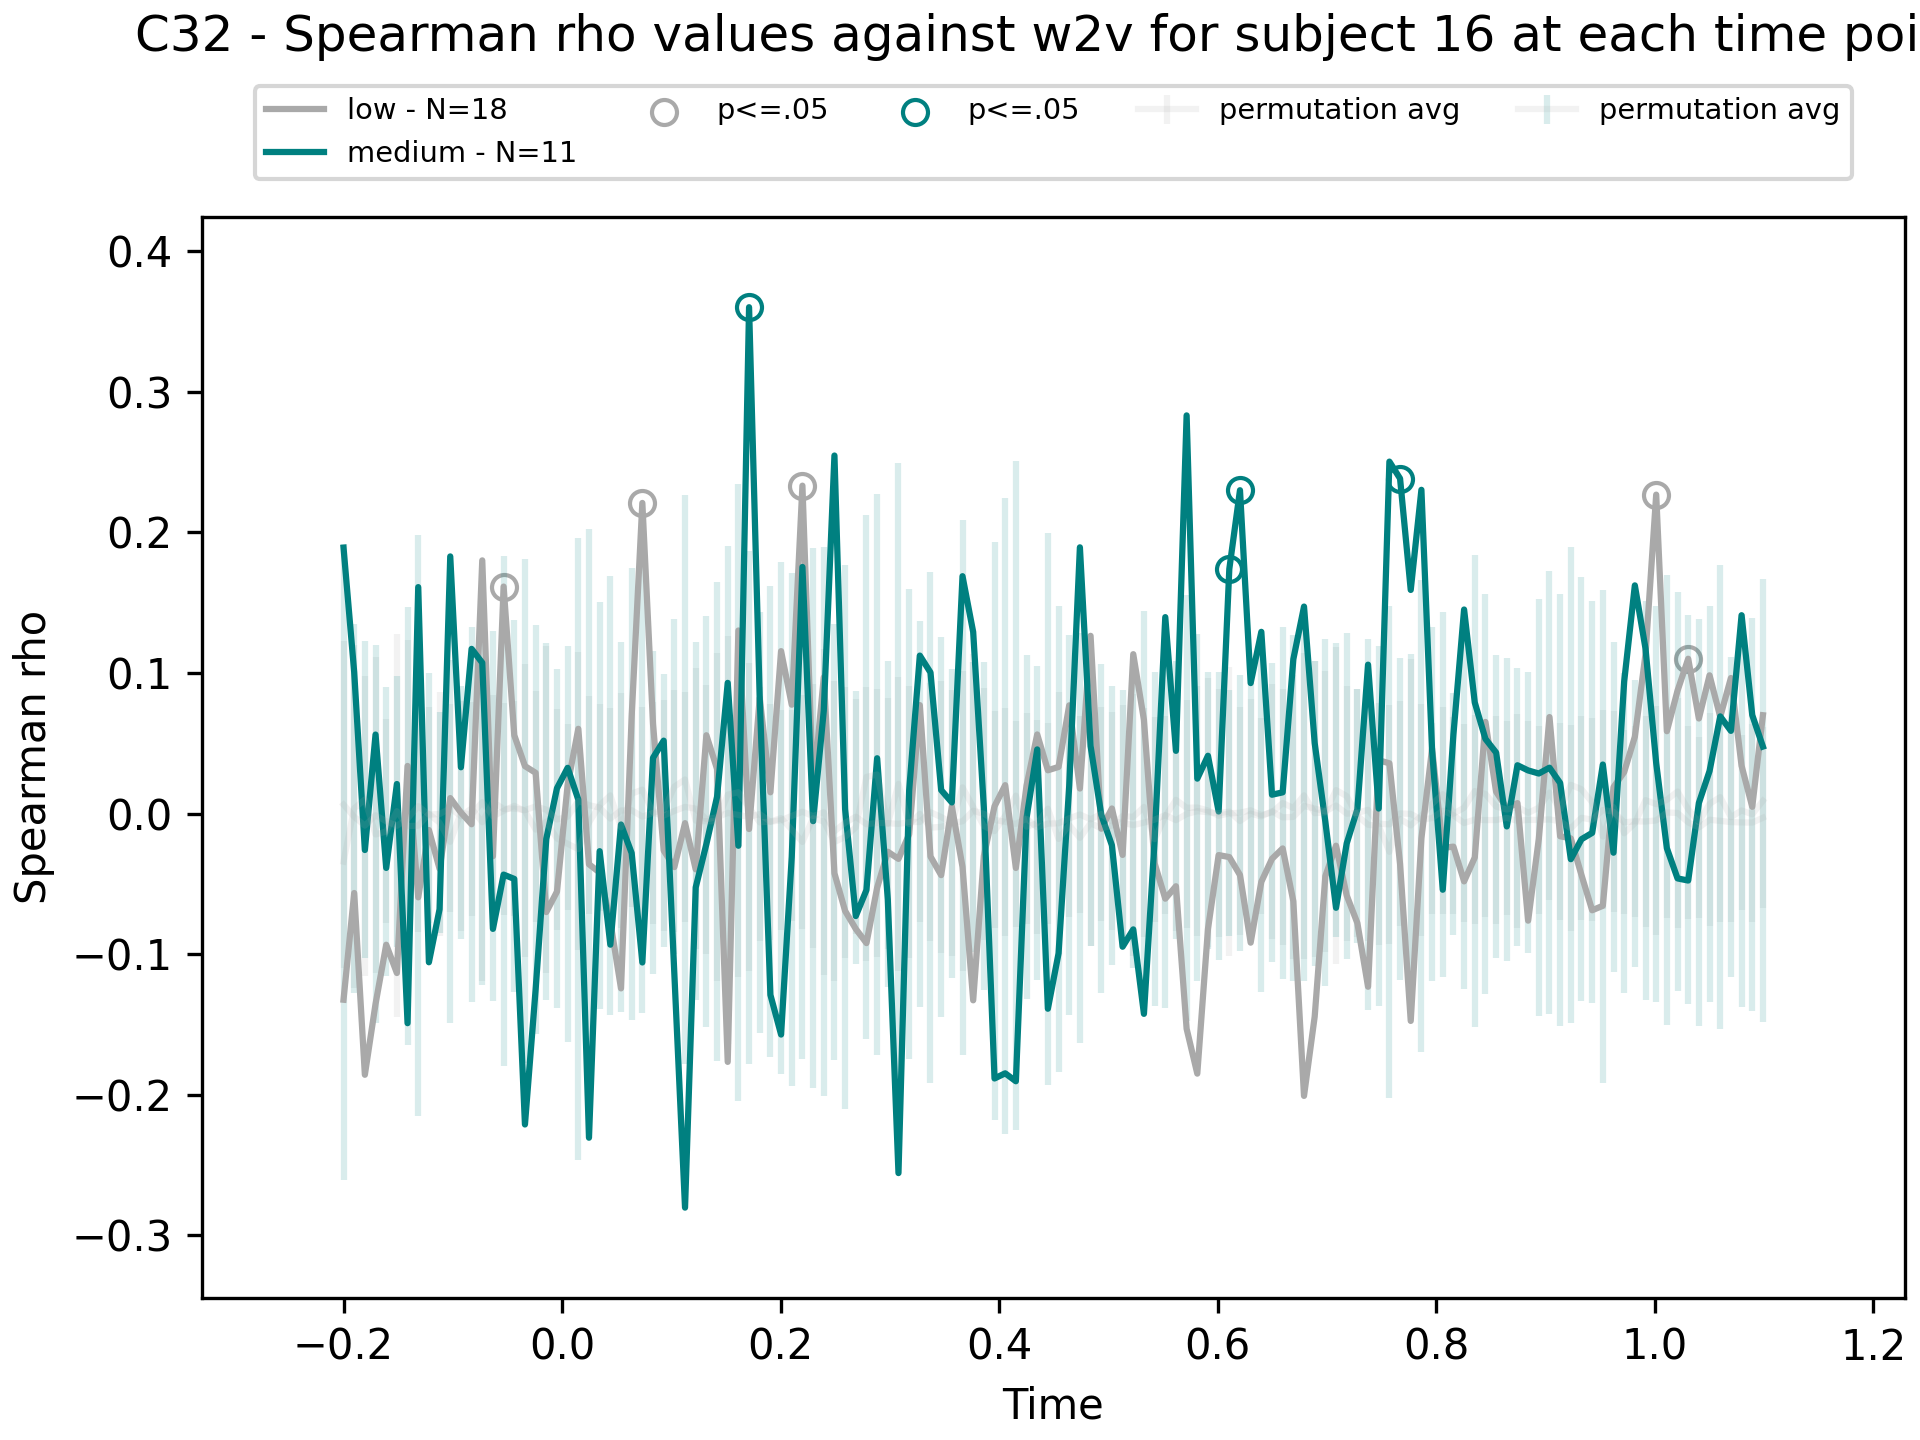 C32 - Spearman rho values against w2v for subject 16 at each time poi
low - N=18
medium - N=11
p<=.05
p<=.05
permutation avg
permutation avg
Spearman rho
0.4
0.3
0.2
0.1
0.0
−0.1
−0.2
−0.3
−0.2 0.0 0.2 0.4 0.6 0.8 1.0 1.2
Time